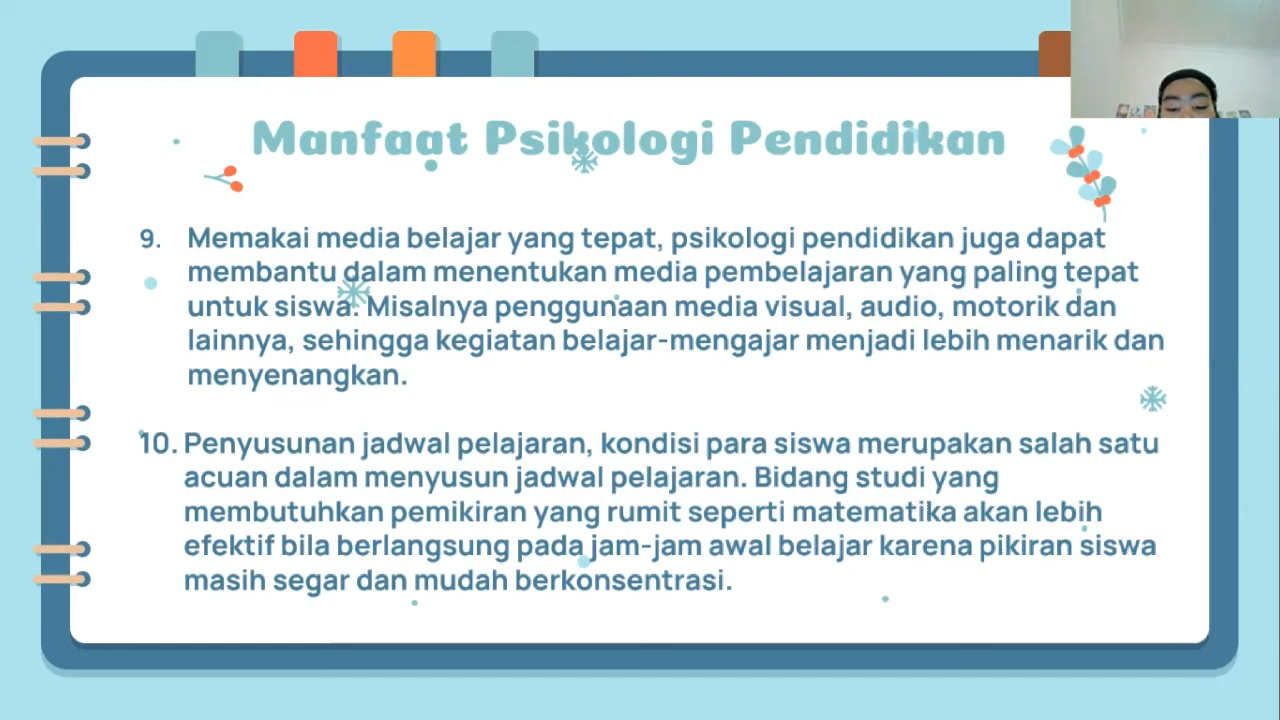 Manfaat Psikologi Pendidikan
9. Memakai media belajar yang tepat, psikologi pendidikan juga dapat
membantu dalam menentukan media pembelajaran yang paling tepat
untuk siswa. Misalnya penggunaan media visual, audio, motorik dan
lainnya, sehingga kegiatan belajar-mengajar menjadi lebih menarik dan
menyenangkan.
10. Penyusunan jadwal pelajaran, kondisi para siswa merupakan salah satu
acuan dalam menyusun jadwal pelajaran. Bidang studi yang
membutuhkan pemikiran yang rumit seperti matematika akan lebih
efektif bila berlangsung pada jam-jam awal belajar karena pikiran siswa
masih segar dan mudah berkonsentrasi.